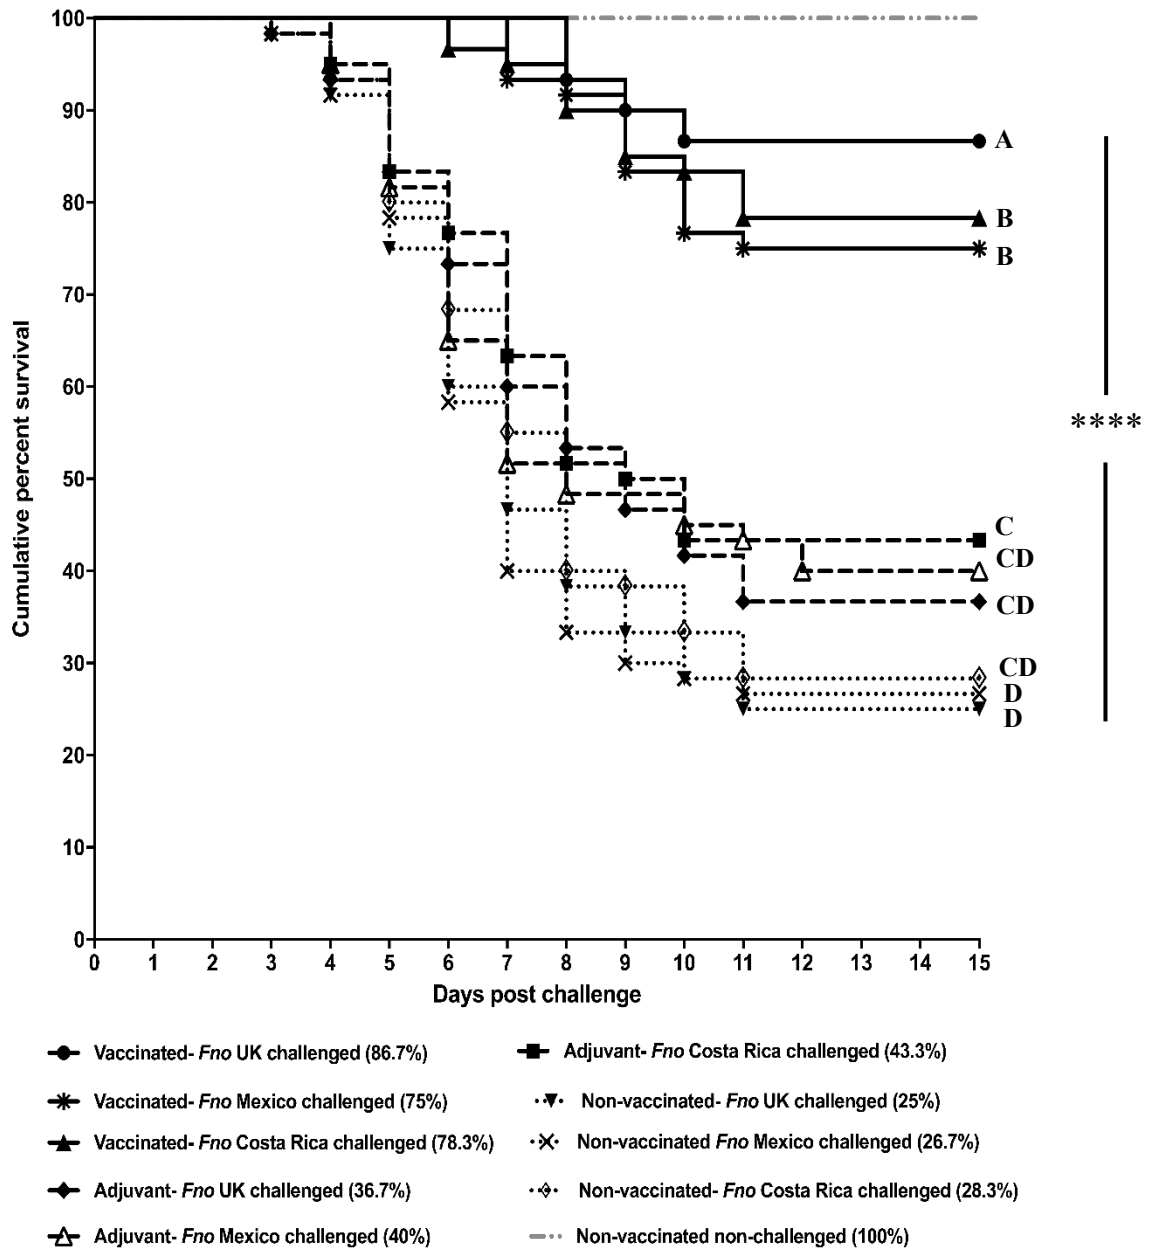 100
90
80
70
60
50
40
30
20
10
0
Cumulative percent survival
A
B
B
****
C
CD
CD
CD
D
D
0 1 2 3 4 5 6 7 8 9 10 11 12 13 14 15
Days post challenge
Vaccinated- Fno UK challenged (86.7%)
Vaccinated- Fno Mexico challenged (75%)
Vaccinated- Fno Costa Rica challenged (78.3%)
Adjuvant- Fno UK challenged (36.7%)
Adjuvant- Fno Mexico challenged (40%)
Adjuvant- Fno Costa Rica challenged (43.3%)
Non-vaccinated- Fno UK challenged (25%)
Non-vaccinated Fno Mexico challenged (26.7%)
Non-vaccinated- Fno Costa Rica challenged (28.3%)
Non-vaccinated non-challenged (100%)